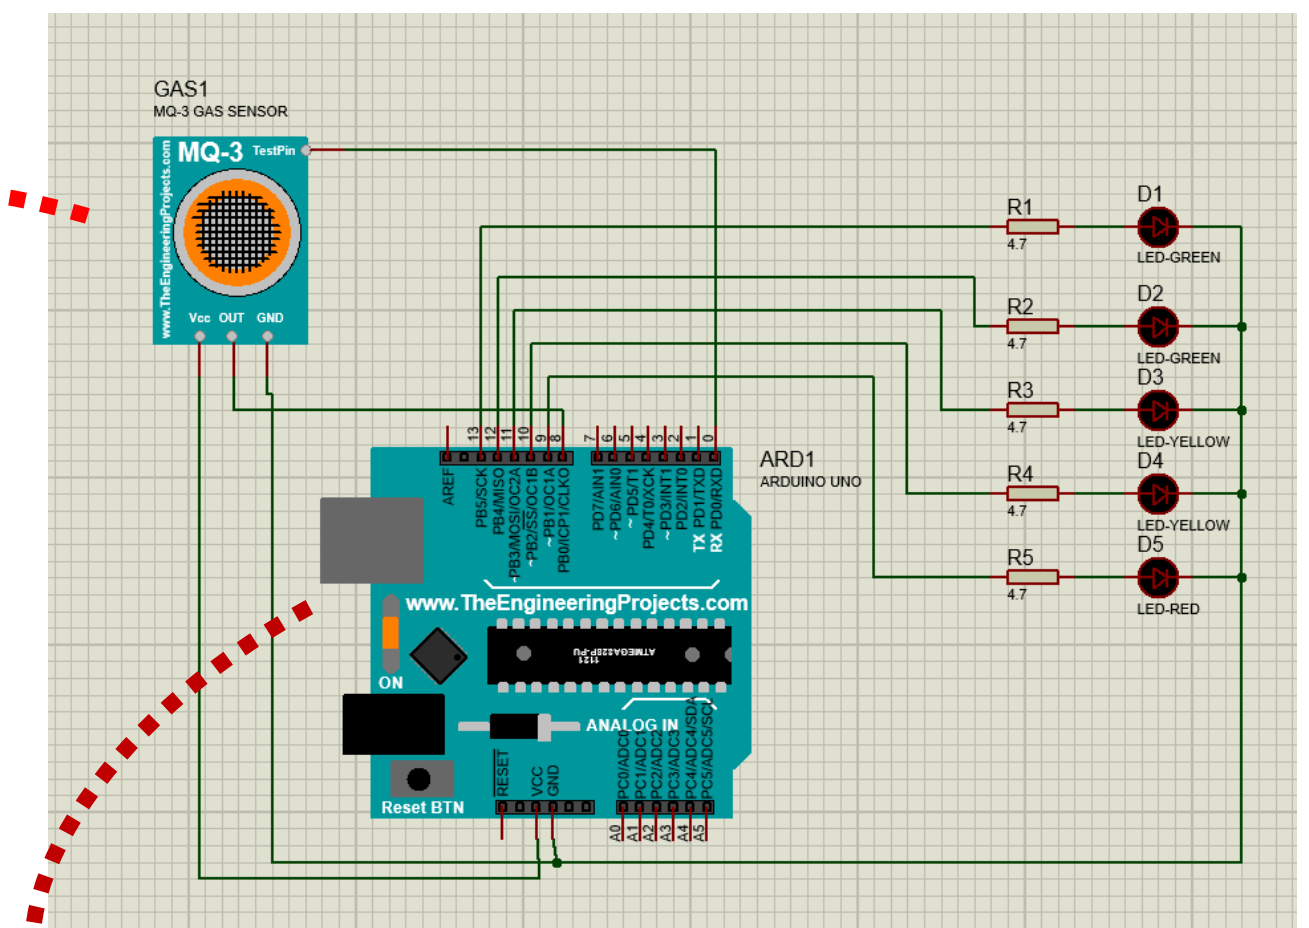 GAS1
MQ-3 GAS SENSOR
MQ-3 TestPin
www.TheEngineeringProjects.com
Vcc OUT GND
R1
4.7
D1
LED-GREEN
R2
4.7
D2
LED-GREEN
R3
4.7
D3
LED-YELLOW
R4
4.7
D4
LED-YELLOW
R5
4.7
D5
LED-RED
ARD1
ARDUINO UNO
13
12
11
10
9
8
7
6
5
4
3
2
1
0
AREF
PB5/SCK
PB4/MISO
~PB3/MOSI/OC2A
~PB2/SS/OC1B
~PB1/OC1A
PB0/ICP1/CLKO
PD7/AIN1
~PD6/AIN0
~PD5/T1
PD4/T0/XCK
~PD3/INT1
PD2/INT0
TX PD1/TXD
RX PD0/RXD
www.TheEngineeringProjects.com
ATMEGA328P-PU
1121
ON
ANALOG IN
Reset BTN
RESET
VCC
GND
PC0/ADC0
PC1/ADC1
PC2/ADC2
PC3/ADC3
PC4/ADC4/SDA
PC5/ADC5/SCL
A0
A1
A2
A3
A4
A5